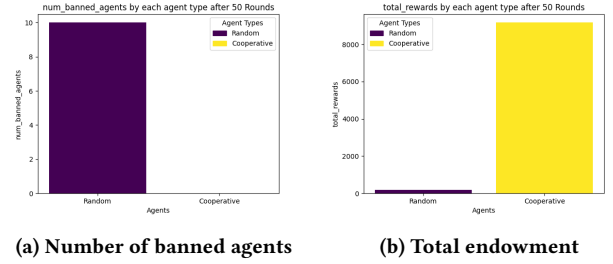 num_banned_agents by each agent type after 50 Rounds
10
8
6
4
2
0
num_banned_agents
Agent Types
Random
Cooperative
Random
Cooperative
Agents
total_rewards by each agent type after 50 Rounds
8000
6000
4000
2000
0
total_rewards
Agent Types
Random
Cooperative
Random
Cooperative
Agents
(a) Number of banned agents
(b) Total endowment